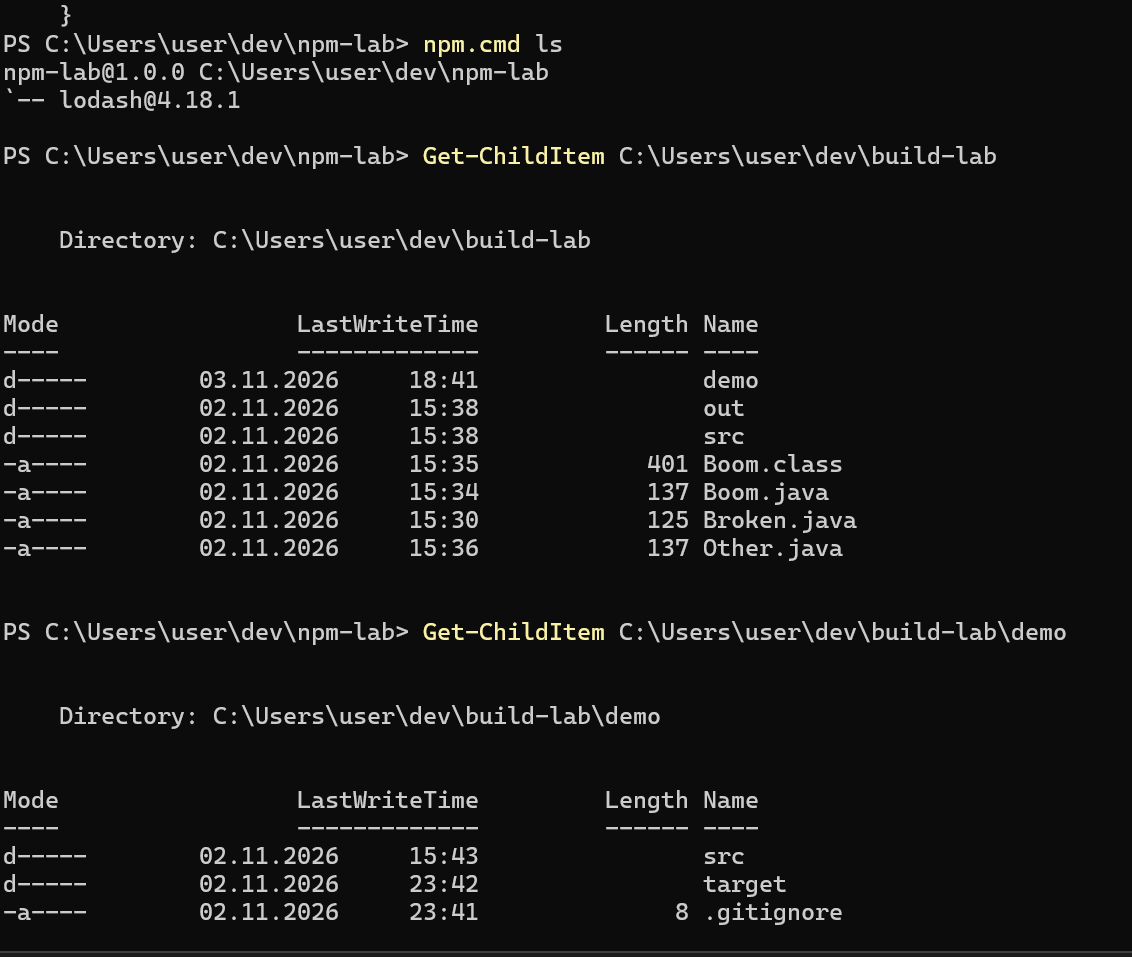 }
PS C:\Users\user\dev\npm-lab> npm.cmd ls
npm-lab@1.0.0 C:\Users\user\dev\npm-lab
`-- lodash@4.18.1
PS C:\Users\user\dev\npm-lab> Get-ChildItem C:\Users\user\dev\build-lab
    Directory: C:\Users\user\dev\build-lab
Mode                 LastWriteTime         Length Name
----                 -------------         ------ ----
d-----        03.11.2026     18:41                demo
d-----        02.11.2026     15:38                out
d-----        02.11.2026     15:38                src
-a----        02.11.2026     15:35            401 Boom.class
-a----        02.11.2026     15:34            137 Boom.java
-a----        02.11.2026     15:30            125 Broken.java
-a----        02.11.2026     15:36            137 Other.java
PS C:\Users\user\dev\npm-lab> Get-ChildItem C:\Users\user\dev\build-lab\demo
    Directory: C:\Users\user\dev\build-lab\demo
Mode                 LastWriteTime         Length Name
----                 -------------         ------ ----
d-----        02.11.2026     15:43                src
d-----        02.11.2026     23:42                target
-a----        02.11.2026     23:41              8 .gitignore